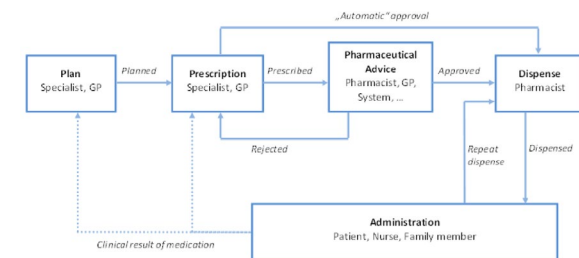 „Automatic“ approval
Plan
Specialist, GP
Planned
Prescription
Specialist, GP
Prescribed
Pharmaceutical
Advice
Pharmacist, GP,
System, ...
Approved
Dispense
Pharmacist
Rejected
Repeat
dispense
Dispensed
Administration
Patient, Nurse, Family member
Clinical result of medication